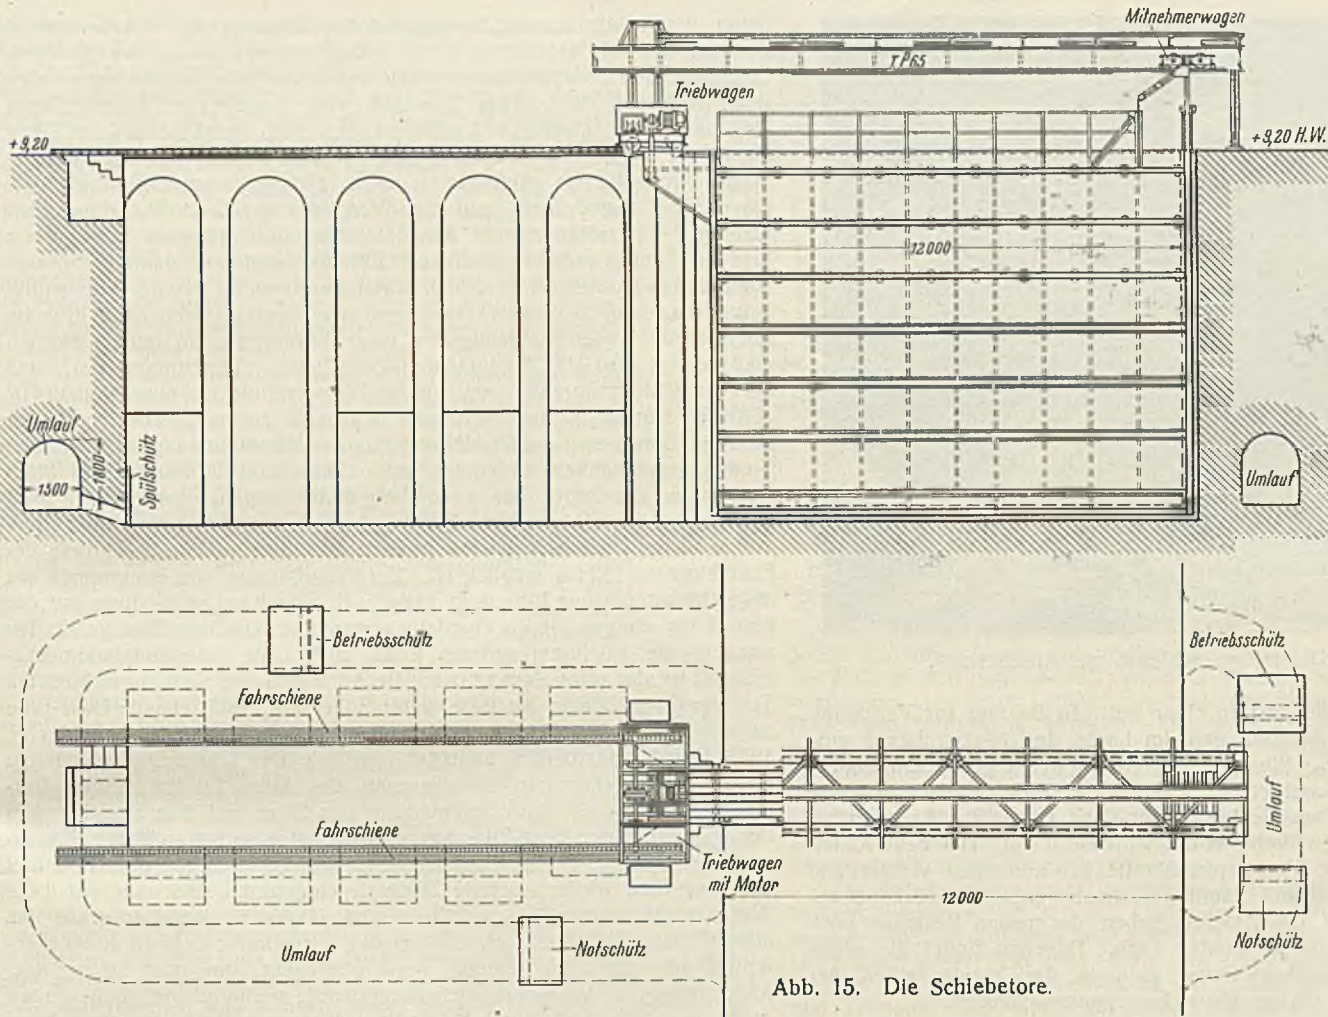 Mitnehmerwagen
I P 65
Triebwagen
+9,20
+9,20 H.W.
12000
Umlauf
1800
1500
Spülschütz
Umlauf
Betriebsschütz
Betriebsschütz
Fahrschiene
Fahrschiene
Umlauf
Triebwagen
mit Motor
12000
Umlauf
Notschütz
Notschütz
Abb. 15. Die Schiebetore.